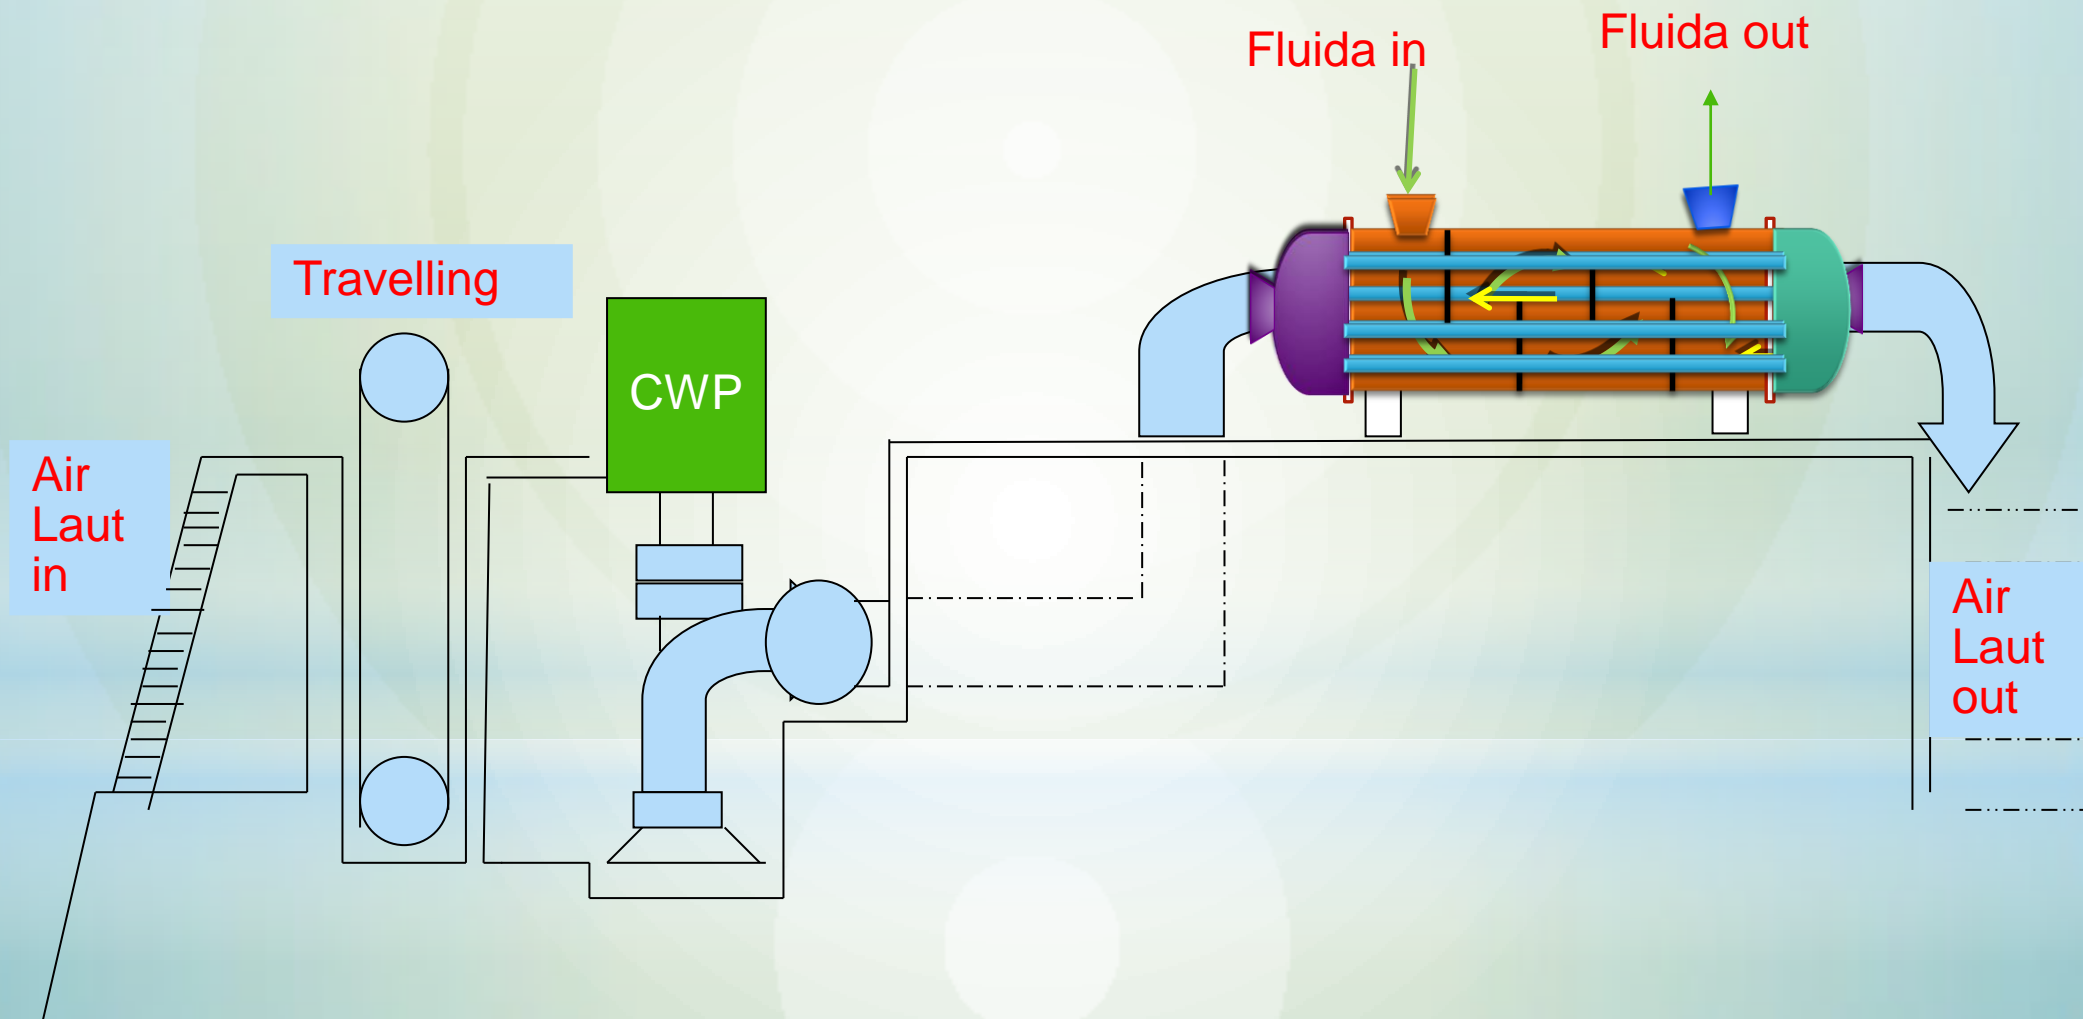 Fluida in
Fluida out
Travelling
CWP
Air
Laut
in
Air
Laut
out